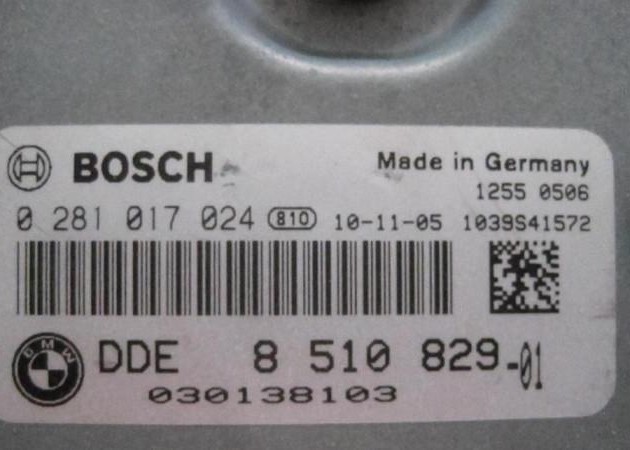 BOSCH
Made in Germany
1255 0506
0 281 017 024 810 10-11-05 1039S41572
BMW DDE 8 510 829-01
030138103